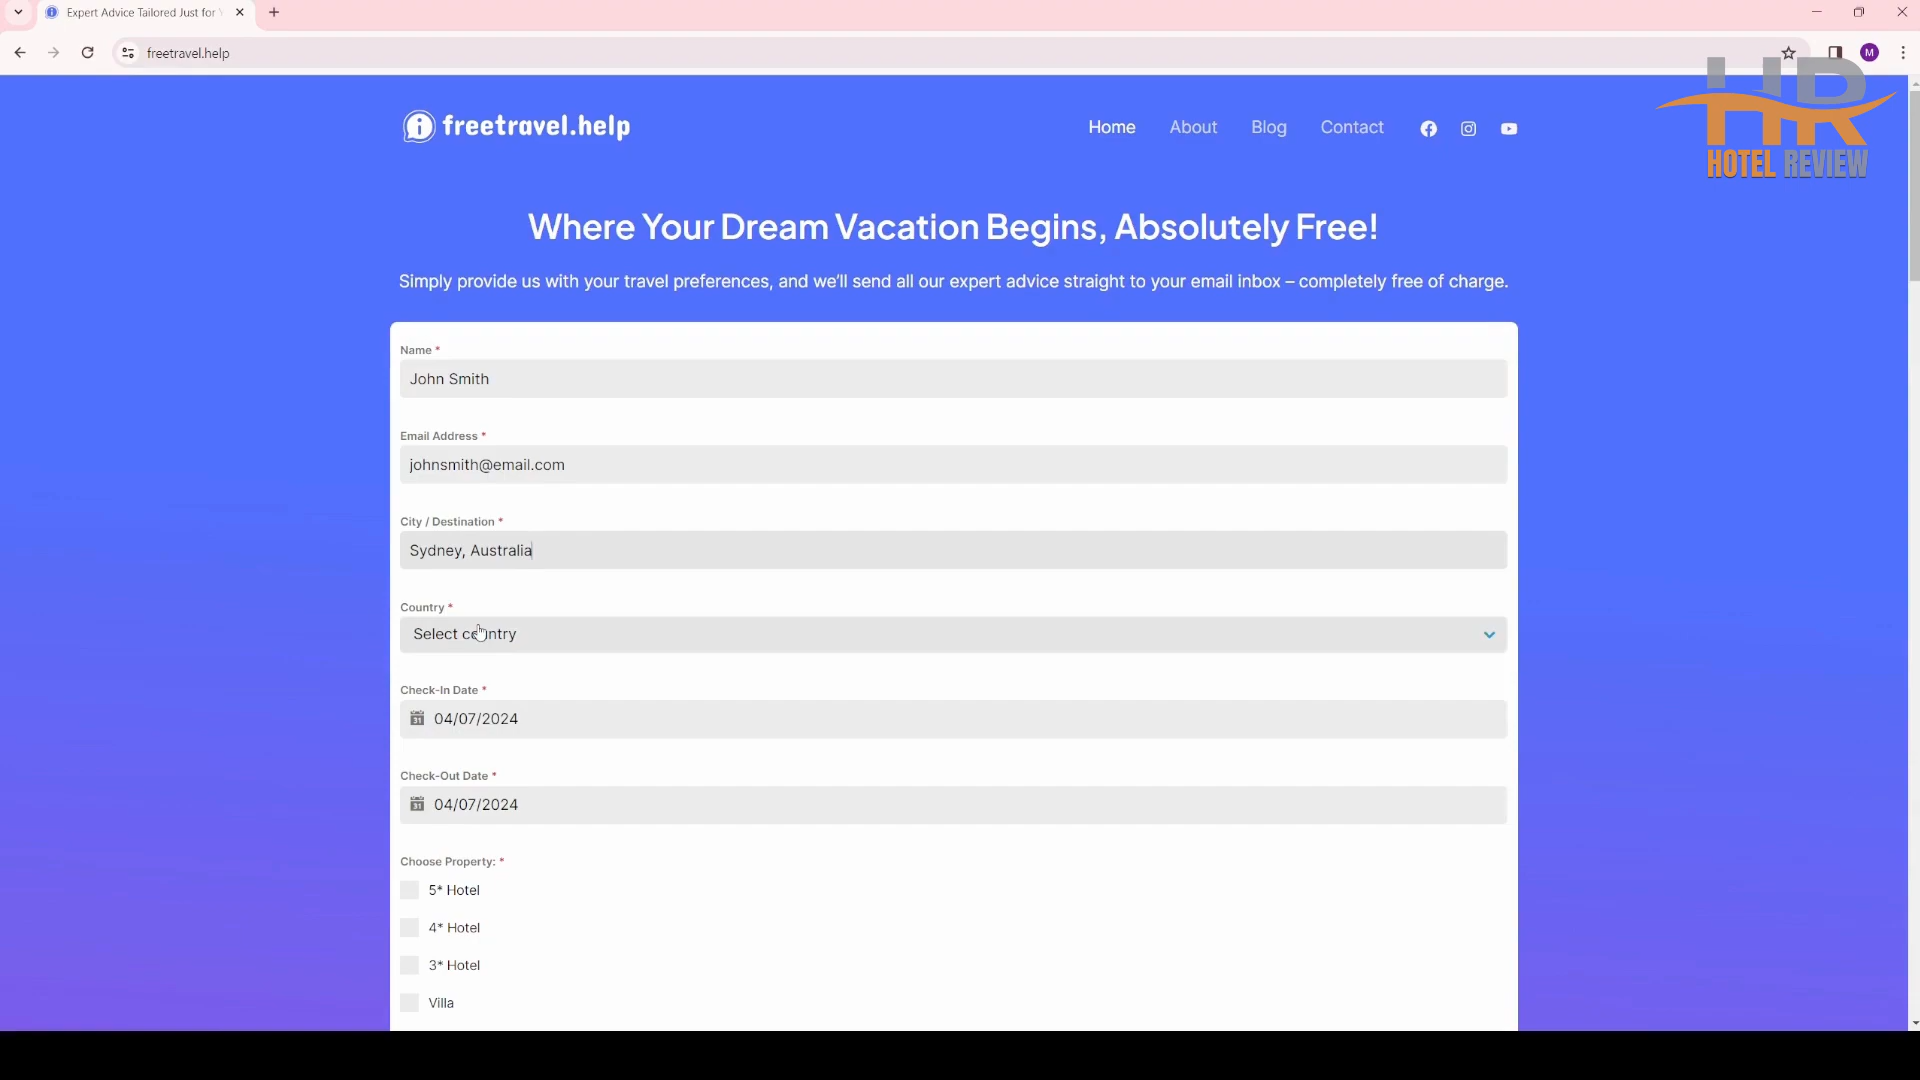 Expert Advice Tailored Just for
freetravel.help
M
HR
HOTEL REVIEW
freetravel.help
Home About Blog Contact
Where Your Dream Vacation Begins, Absolutely Free!
Simply provide us with your travel preferences, and we'll send all our expert advice straight to your email inbox – completely free of charge.
Name *
John Smith
Email Address *
johnsmith@email.com
City / Destination *
Sydney, Australia
Country *
Select country
Check-In Date *
04/07/2024
Check-Out Date *
04/07/2024
Choose Property: *
5* Hotel
4* Hotel
3* Hotel
Villa